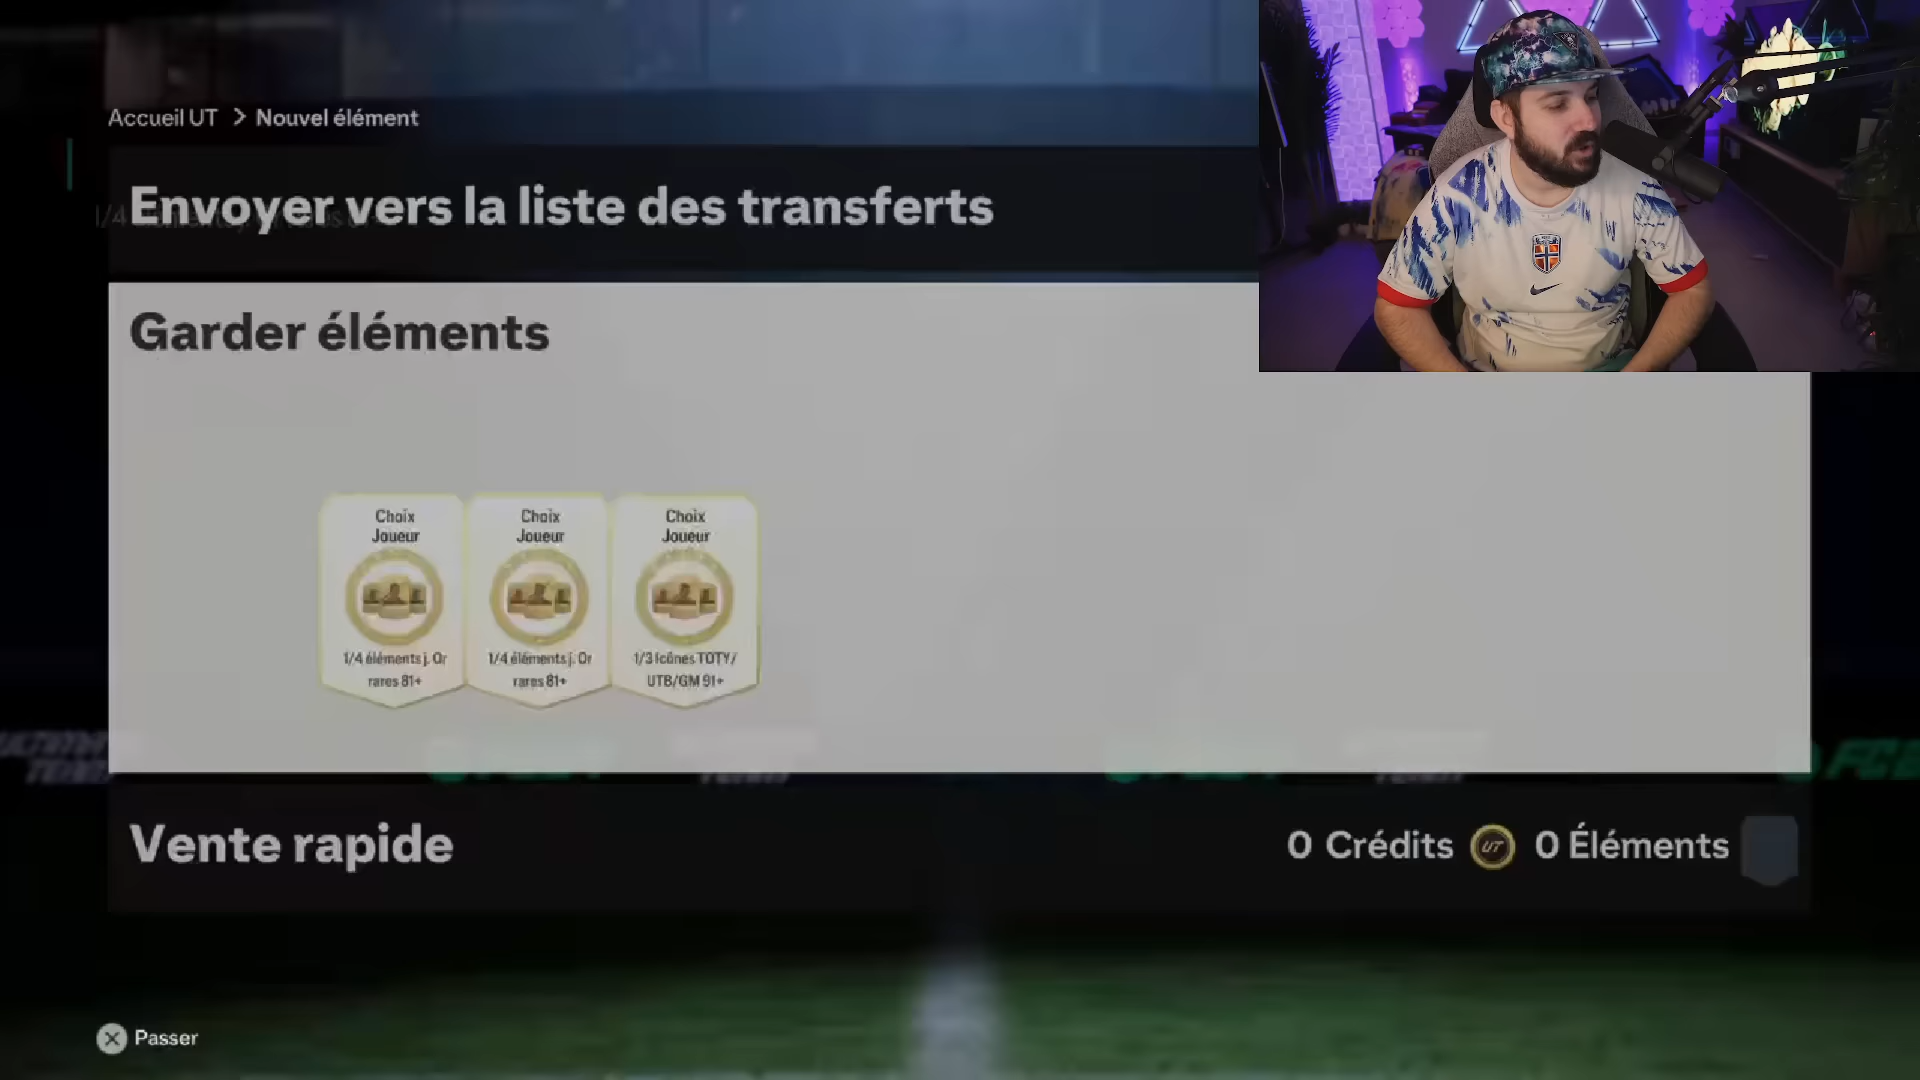 Accueil UT > Nouvel élément
Envoyer vers la liste des transferts
Garder éléments
Choix
Joueur
1/4 éléments j. Or
rares 81+
Choix
Joueur
1/4 éléments j. Or
rares 81+
Choix
Joueur
1/3 Icônes TOTY/
UTB/GM 91+
Vente rapide
0 Crédits UT 0 Éléments
Passer